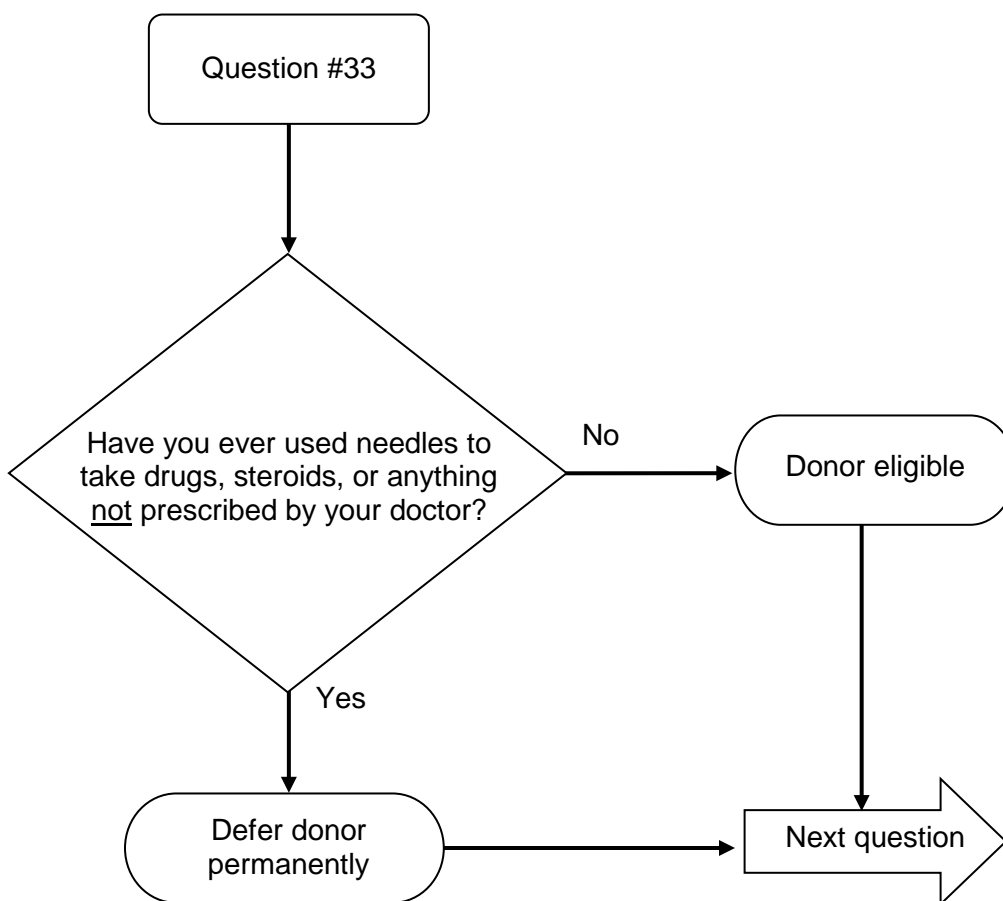 Question #33
Have you ever used needles to
take drugs, steroids, or anything
not prescribed by your doctor?
No
Donor eligible
Yes
Defer donor
permanently
Next question